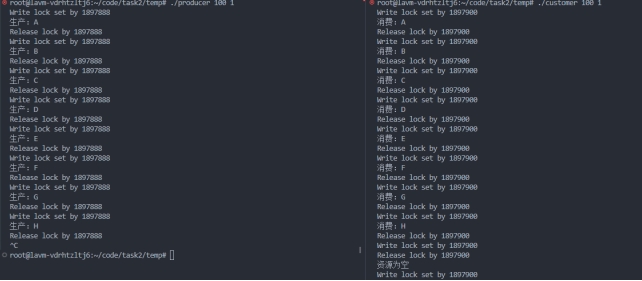 root@lavm-vdrhtzltj6:~/code/task2/temp# ./producer 100 1
Write lock set by 1897888
生产: A
Release lock by 1897888
Write lock set by 1897888
生产: B
Release lock by 1897888
Write lock set by 1897888
生产: C
Release lock by 1897888
Write lock set by 1897888
生产: D
Release lock by 1897888
Write lock set by 1897888
生产: E
Release lock by 1897888
Write lock set by 1897888
生产: F
Release lock by 1897888
Write lock set by 1897888
生产: G
Release lock by 1897888
Write lock set by 1897888
生产: H
Release lock by 1897888
^C
root@lavm-vdrhtzltj6:~/code/task2/temp#
root@lavm-vdrhtzltj6:~/code/task2/temp# ./customer 100 1
Write lock set by 1897900
消费: A
Release lock by 1897900
Write lock set by 1897900
消费: B
Release lock by 1897900
Write lock set by 1897900
消费: C
Release lock by 1897900
Write lock set by 1897900
消费: D
Release lock by 1897900
Write lock set by 1897900
消费: E
Release lock by 1897900
Write lock set by 1897900
消费: F
Release lock by 1897900
Write lock set by 1897900
消费: G
Release lock by 1897900
Write lock set by 1897900
消费: H
Release lock by 1897900
Write lock set by 1897900
Release lock by 1897900
资源为空
Write lock set by 1897900